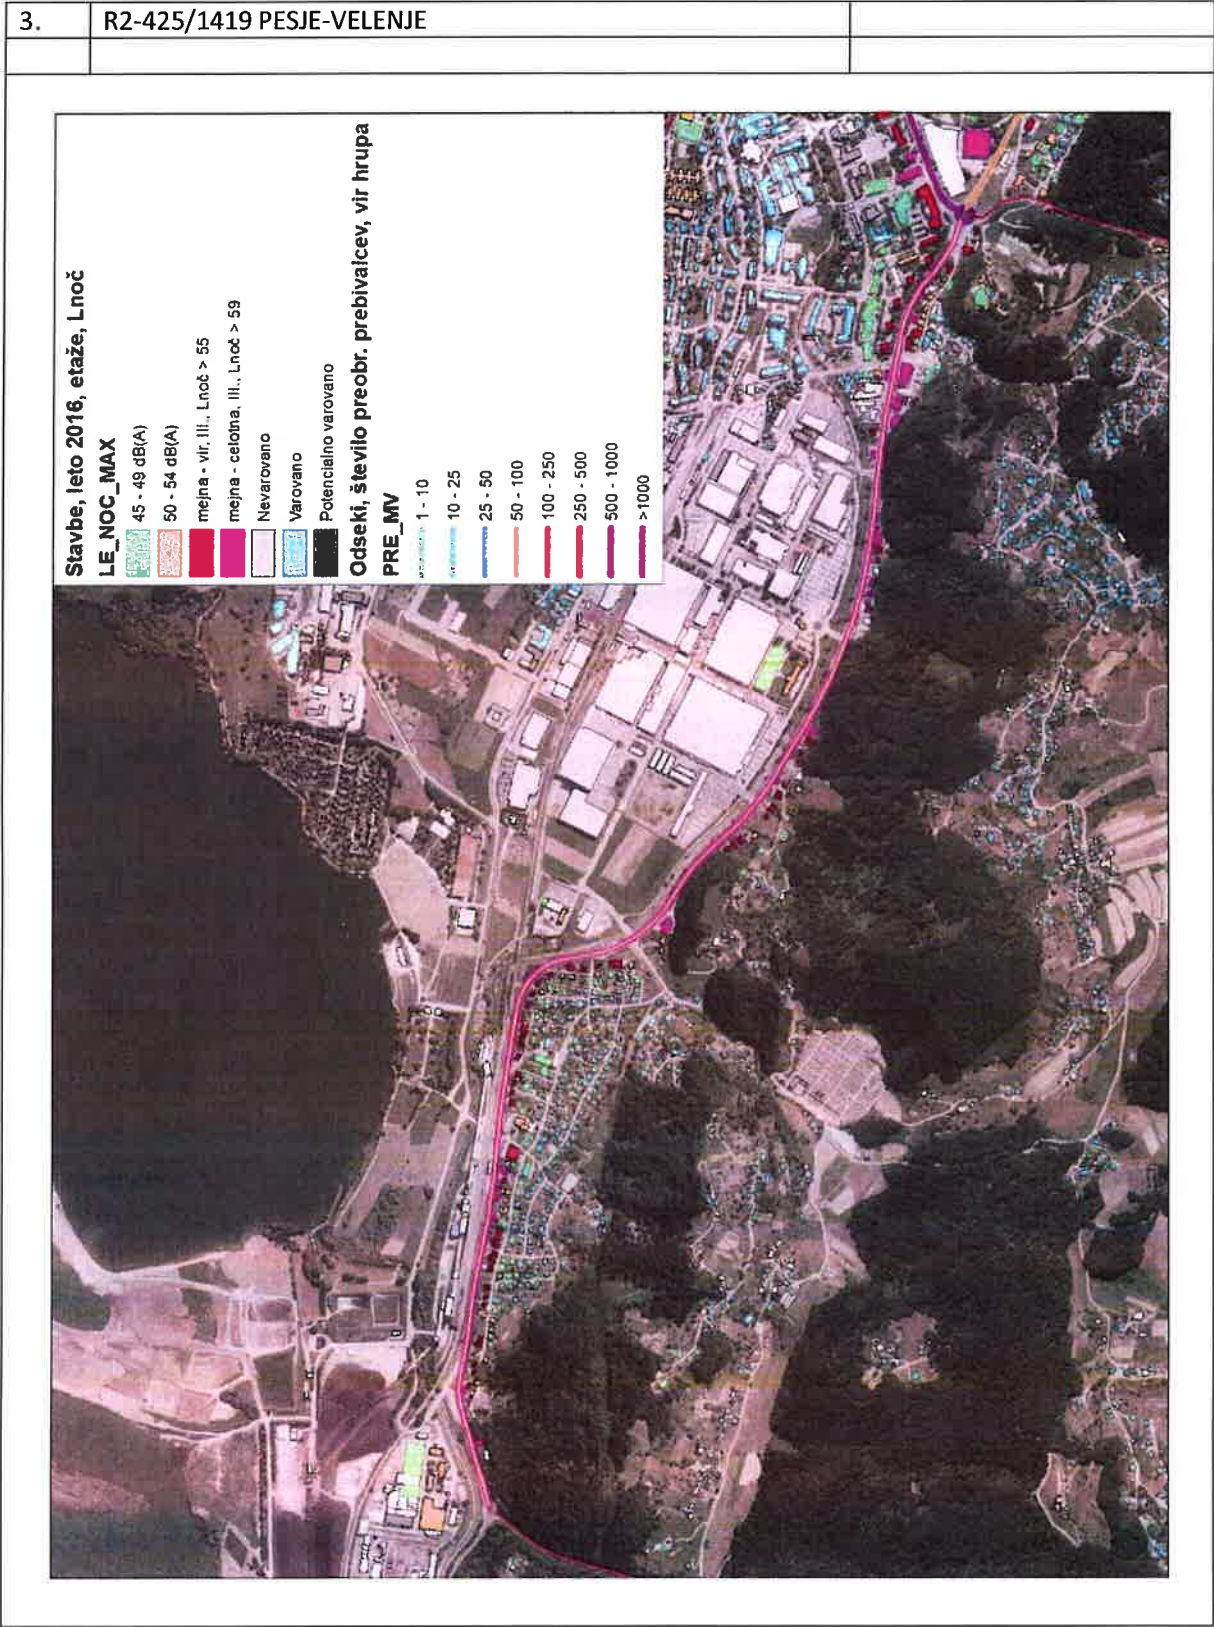 3. R2-425/1419 PESJE-VELENJE
Stavbe, leto 2016, etaže, Lnoč
LE_NOC_MAX
45 - 49 dB(A)
50 - 54 dB(A)
mejna - vir, III., Lnoč > 55
mejna - celotna, III., Lnoč > 59
Nevarovano
Varovano
Potencialno varovano
Odseki, število preobr. prebivalcev, vir hrupa
PRE_MV
1 - 10
10 - 25
25 - 50
50 - 100
100 - 250
250 - 500
500 - 1000
>1000